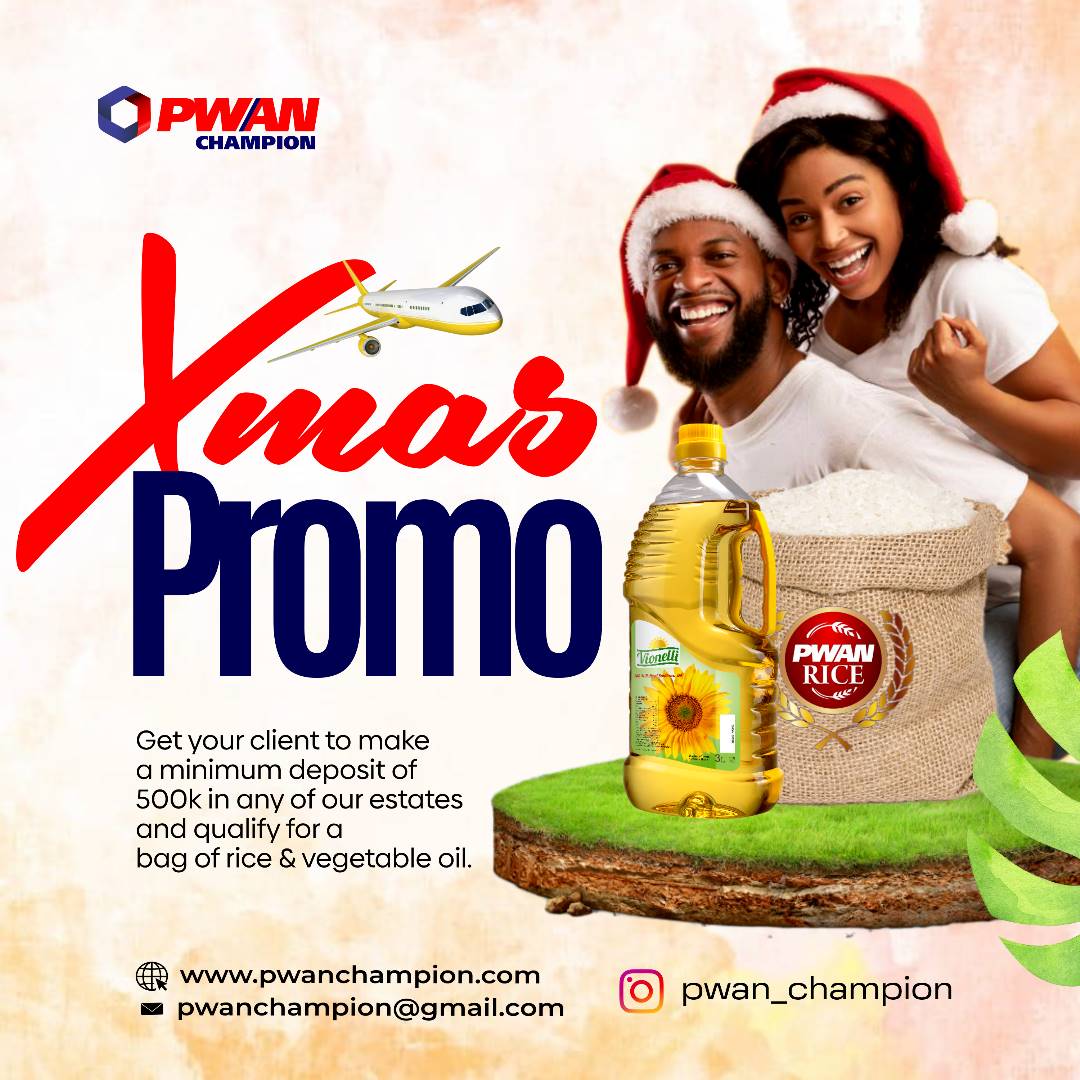 PWAN
CHAMPION
Xmas
Promo
Get your client to make
a minimum deposit of
500k in any of our estates
and qualify for a
bag of rice & vegetable oil.
Vionelli
3L
PWAN
RICE
www.pwanchampion.com
pwanchampion@gmail.com
pwan_champion